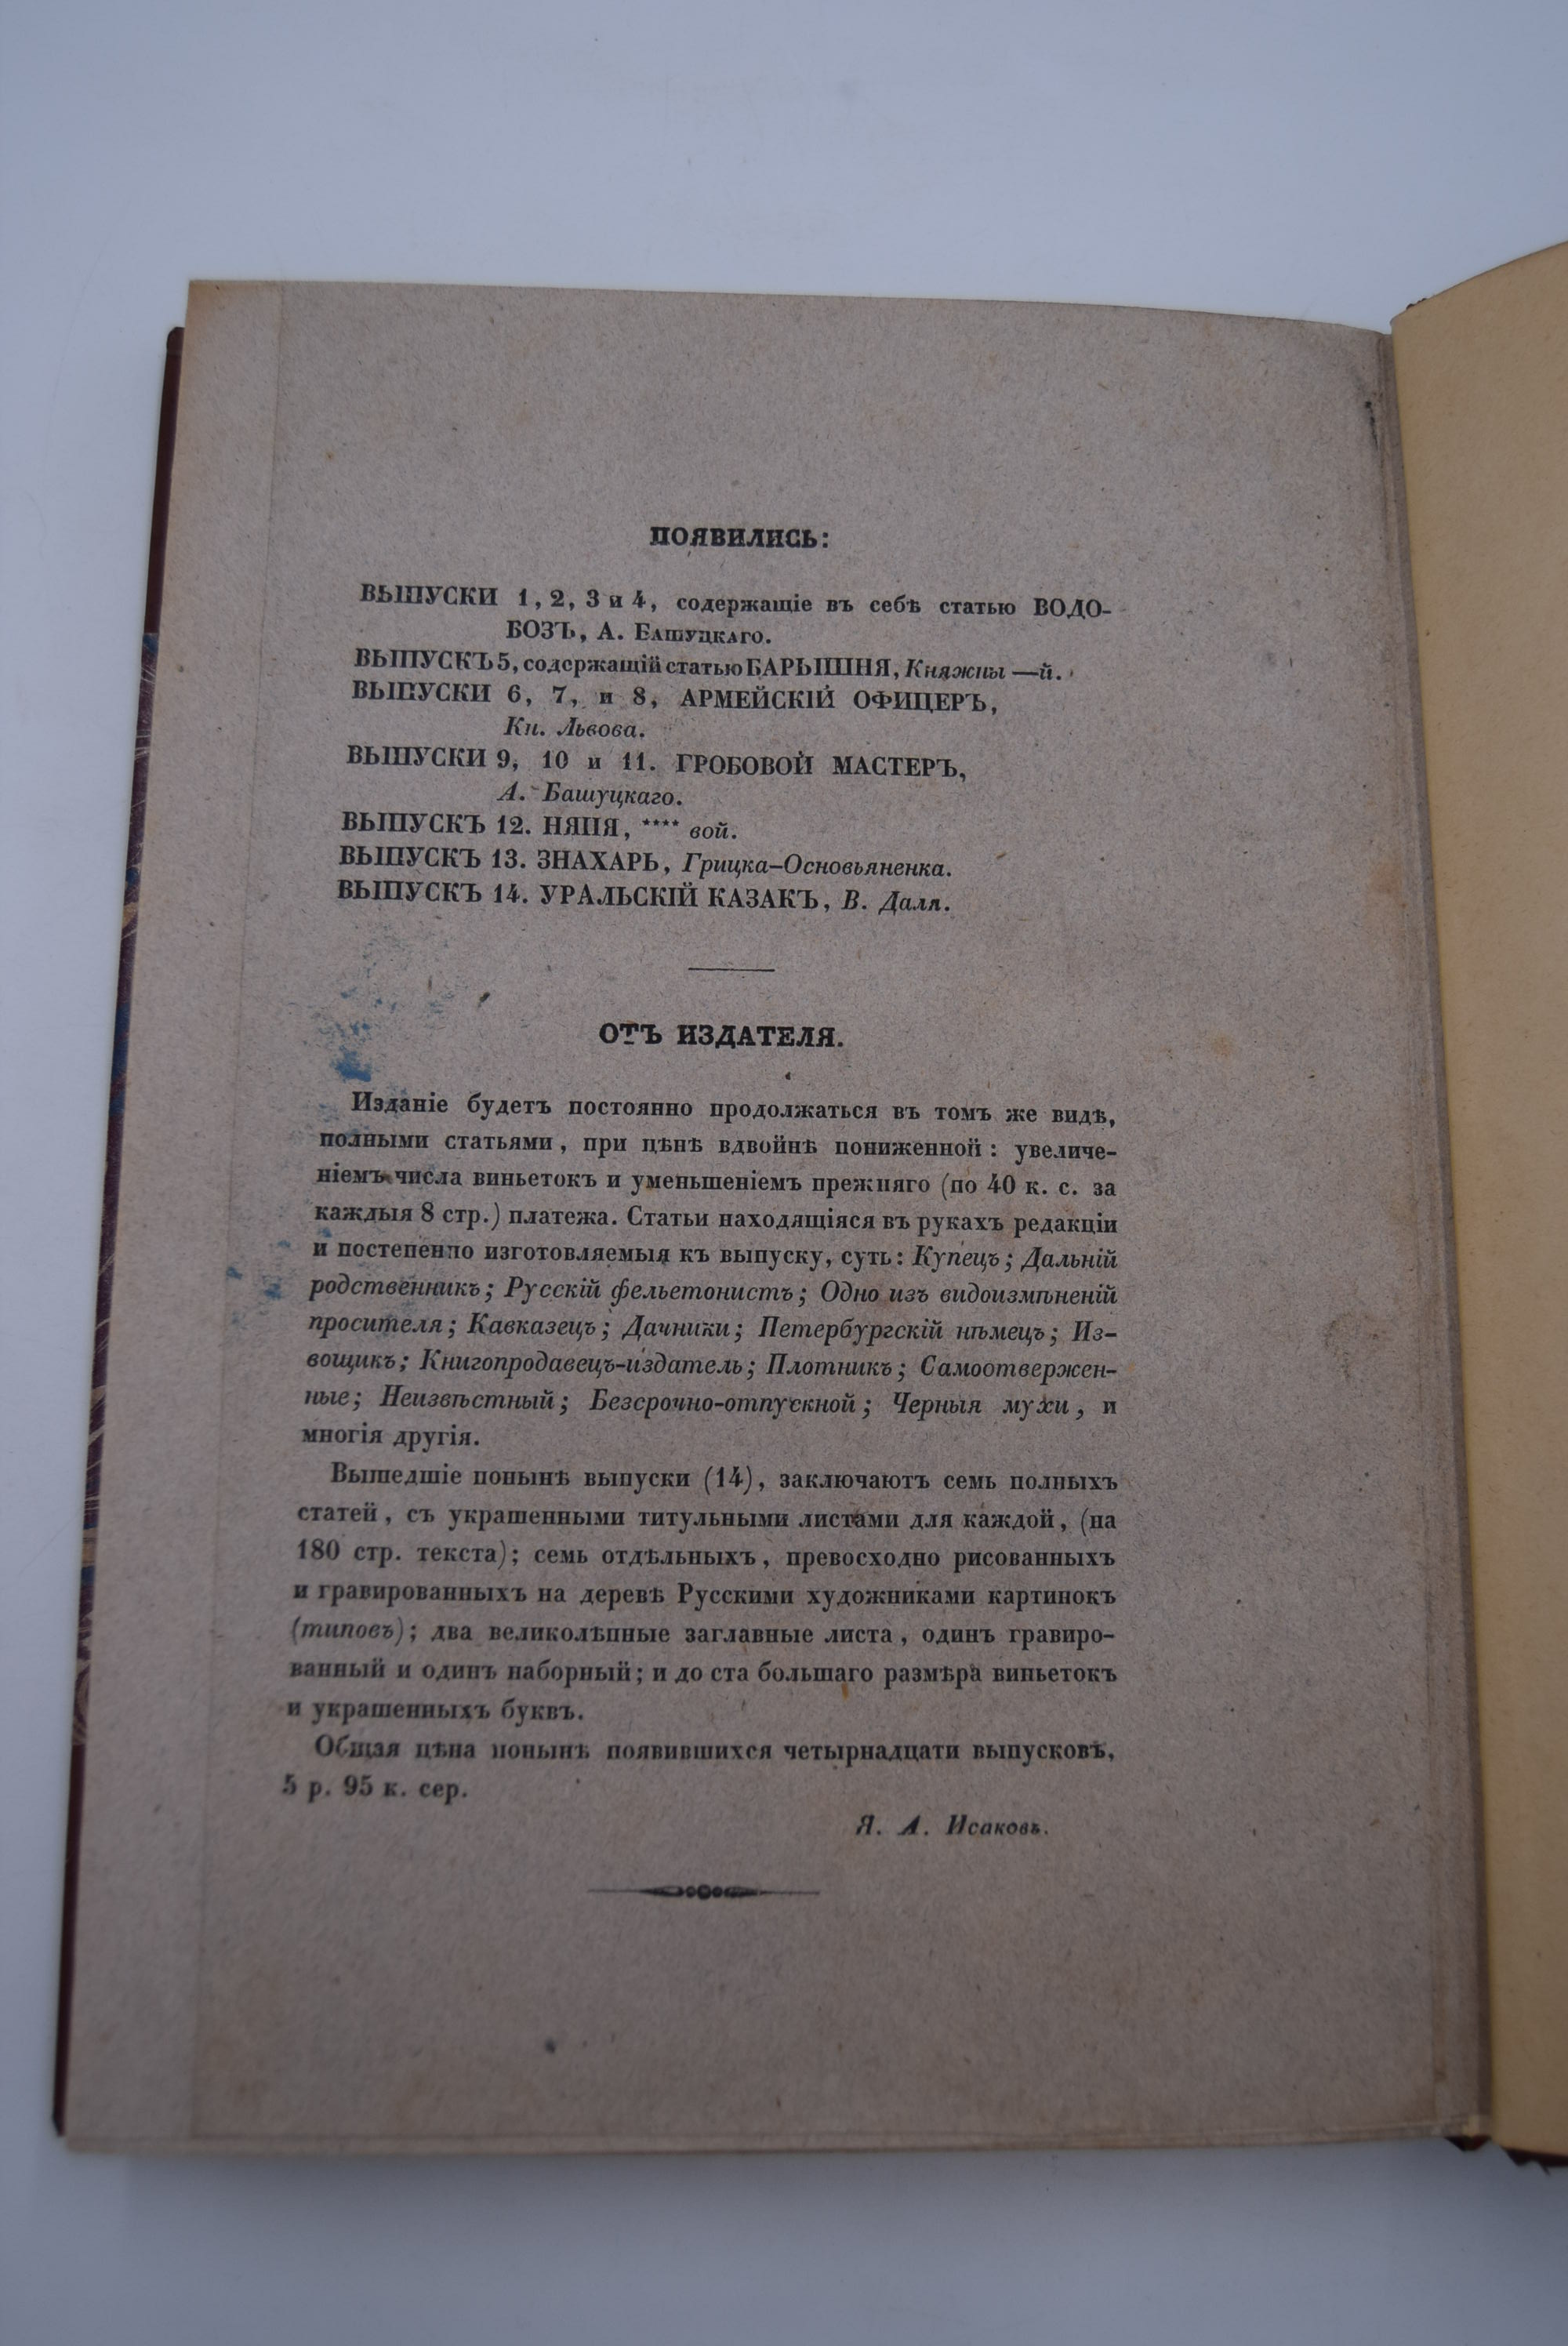 ПОЯВИЛИСЬ:
ВЫПУСКИ 1, 2, 3 и 4, содержащіе въ себѣ статью ВОДО-
ВОЗЪ, А. Башуцкаго.
ВЫПУСКЪ 5, содержащій статью БАРЫШНЯ, Княжны —й.
ВЫПУСКИ 6, 7, и 8, АРМЕЙСКІЙ ОФИЦЕРЪ,
Кн. Львова.
ВЫПУСКИ 9, 10 и 11. ГРОБОВОЙ МАСТЕРЪ,
А. Башуцкаго.
ВЫПУСКЪ 12. НЯНЯ, **** вой.
ВЫПУСКЪ 13. ЗНАХАРЬ, Грицка-Основьяненка.
ВЫПУСКЪ 14. УРАЛЬСКІЙ КАЗАКЪ, В. Даля.
ОТЪ ИЗДАТЕЛЯ.
Изданіе будетъ постоянно продолжаться въ томъ же видѣ,
полными статьями, при цѣнѣ вдвойнѣ пониженной: увеличе-
ніемъ числа виньетокъ и уменьшеніемъ прежняго (по 40 к. с. за
каждыя 8 стр.) платежа. Статьи находящіяся въ рукахъ редакціи
и постепенно изготовляемыя къ выпуску, суть: Купецъ; Дальній
родственникъ; Русскій фельетонистъ; Одно изъ видоизмѣненій
просителя; Кавказецъ; Дачники; Петербургскій нѣмецъ; Из-
вощикъ; Книгопродавецъ-издатель; Плотникъ; Самоотвержен-
ные; Неизвѣстный; Безсрочно-отпускной; Черныя мухи, и
многія другія.
Вышедшіе понынѣ выпуски (14), заключаютъ семь полныхъ
статей, съ украшенными титульными листами для каждой, (на
180 стр. текста); семь отдѣльныхъ, превосходно рисованныхъ
и гравированныхъ на деревѣ Русскими художниками картинокъ
(типовъ); два великолѣпные заглавные листа, одинъ гравиро-
ванный и одинъ наборный; и до ста большаго размѣра виньетокъ
и украшенныхъ буквъ.
Общая цѣна понынѣ появившихся четырнадцати выпусковъ,
5 р. 95 к. сер.
Я. А. Исаковъ.